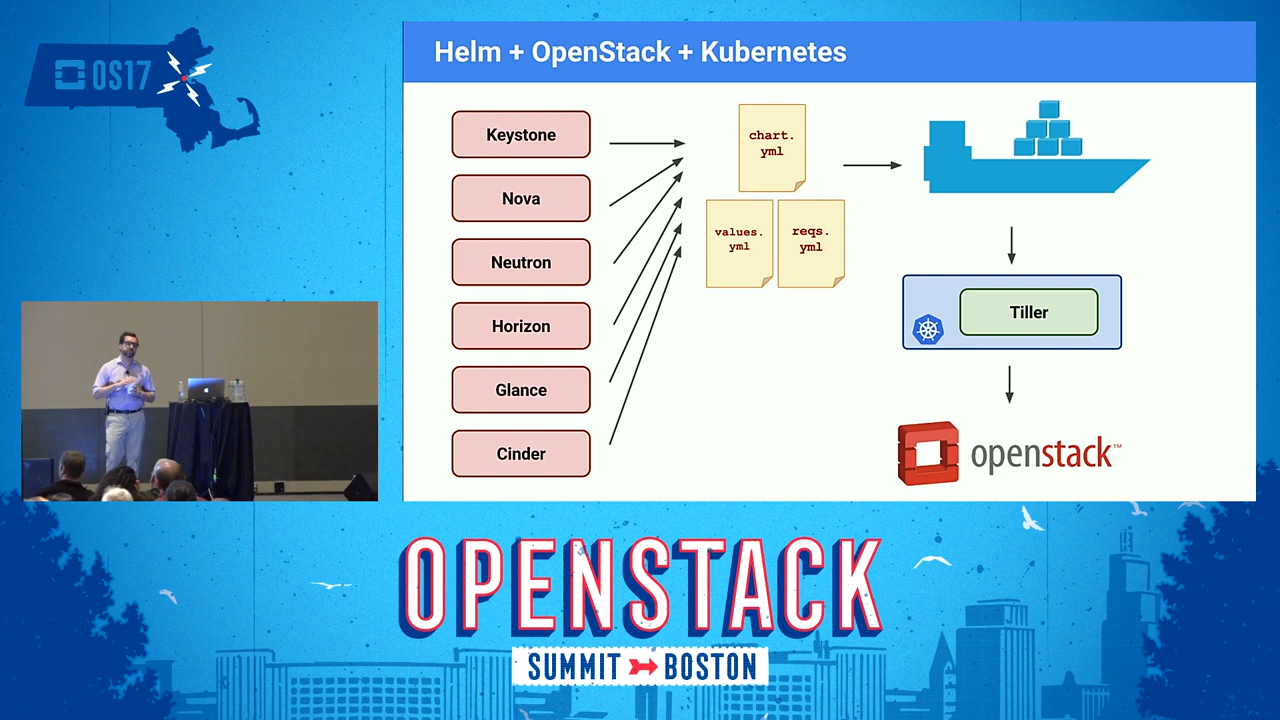 OS17
Helm + OpenStack + Kubernetes
Keystone
Nova
Neutron
Horizon
Glance
Cinder
chart.
yml
values.
yml
reqs.
yml
Tiller
openstack™
OPENSTACK
SUMMIT BOSTON